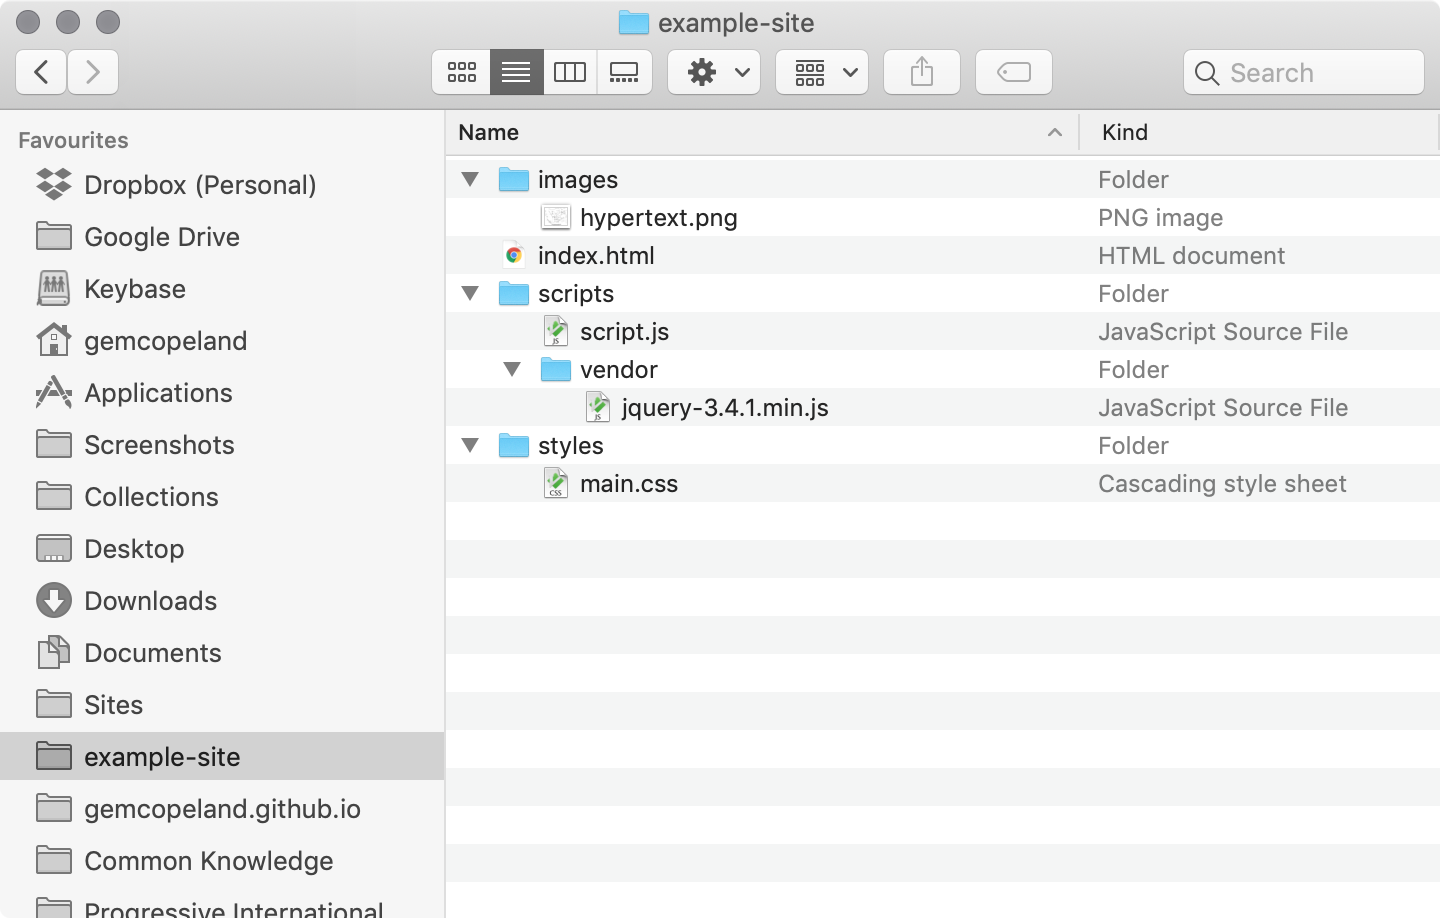 example-site
Search
Favourites
Dropbox (Personal)
Google Drive
Keybase
gemcopeland
Applications
Screenshots
Collections
Desktop
Downloads
Documents
Sites
example-site
gemcopeland.github.io
Common Knowledge
Progressive International
Name Kind
images Folder
hypertext.png PNG image
index.html HTML document
scripts Folder
script.js JavaScript Source File
vendor Folder
jquery-3.4.1.min.js JavaScript Source File
styles Folder
main.css Cascading style sheet